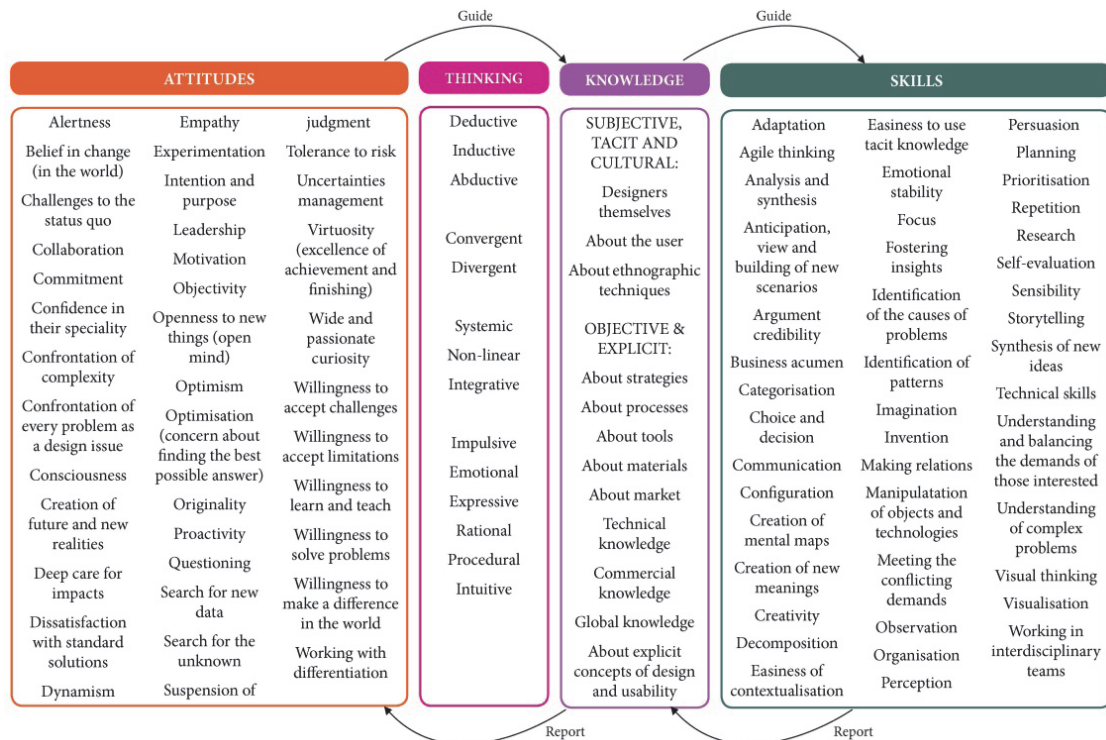 Guide
Guide
ATTITUDES
Alertness
Belief in change
(in the world)
Challenges to the
status quo
Collaboration
Commitment
Confidence in
their speciality
Confrontation of
complexity
Confrontation of
every problem as
a design issue
Consciousness
Creation of
future and new
realities
Deep care for
impacts
Dissatisfaction
with standard
solutions
Dynamism
Empathy
Experimentation
Intention and
purpose
Leadership
Motivation
Objectivity
Openness to new
things (open
mind)
Optimism
Optimisation
(concern about
finding the best
possible answer)
Originality
Proactivity
Questioning
Search for new
data
Search for the
unknown
Suspension of
judgment
Tolerance to risk
Uncertainties
management
Virtuosity
(excellence of
achievement and
finishing)
Wide and
passionate
curiosity
Willingness to
accept challenges
Willingness to
accept limitations
Willingness to
learn and teach
Willingness to
solve problems
Willingness to
make a difference
in the world
Working with
differentiation
THINKING
Deductive
Inductive
Abductive
Convergent
Divergent
Systemic
Non-linear
Integrative
Impulsive
Emotional
Expressive
Rational
Procedural
Intuitive
KNOWLEDGE
SUBJECTIVE,
TACIT AND
CULTURAL:
Designers
themselves
About the user
About ethnographic
techniques
OBJECTIVE &
EXPLICIT:
About strategies
About processes
About tools
About materials
About market
Technical
knowledge
Commercial
knowledge
Global knowledge
About explicit
concepts of design
and usability
SKILLS
Adaptation
Agile thinking
Analysis and
synthesis
Anticipation,
view and
building of new
scenarios
Argument
credibility
Business acumen
Categorisation
Choice and
decision
Communication
Configuration
Creation of
mental maps
Creation of new
meanings
Creativity
Decomposition
Easiness of
contextualisation
Easiness to use
tacit knowledge
Emotional
stability
Focus
Fostering
insights
Identification
of the causes of
problems
Identification of
patterns
Imagination
Invention
Making relations
Manipulatation
of objects and
technologies
Meeting the
conflicting
demands
Observation
Organisation
Perception
Persuasion
Planning
Prioritisation
Repetition
Research
Self-evaluation
Sensibility
Storytelling
Synthesis of new
ideas
Technical skills
Understanding
and balancing
the demands of
those interested
Understanding
of complex
problems
Visual thinking
Visualisation
Working in
interdisciplinary
teams
Report
Report